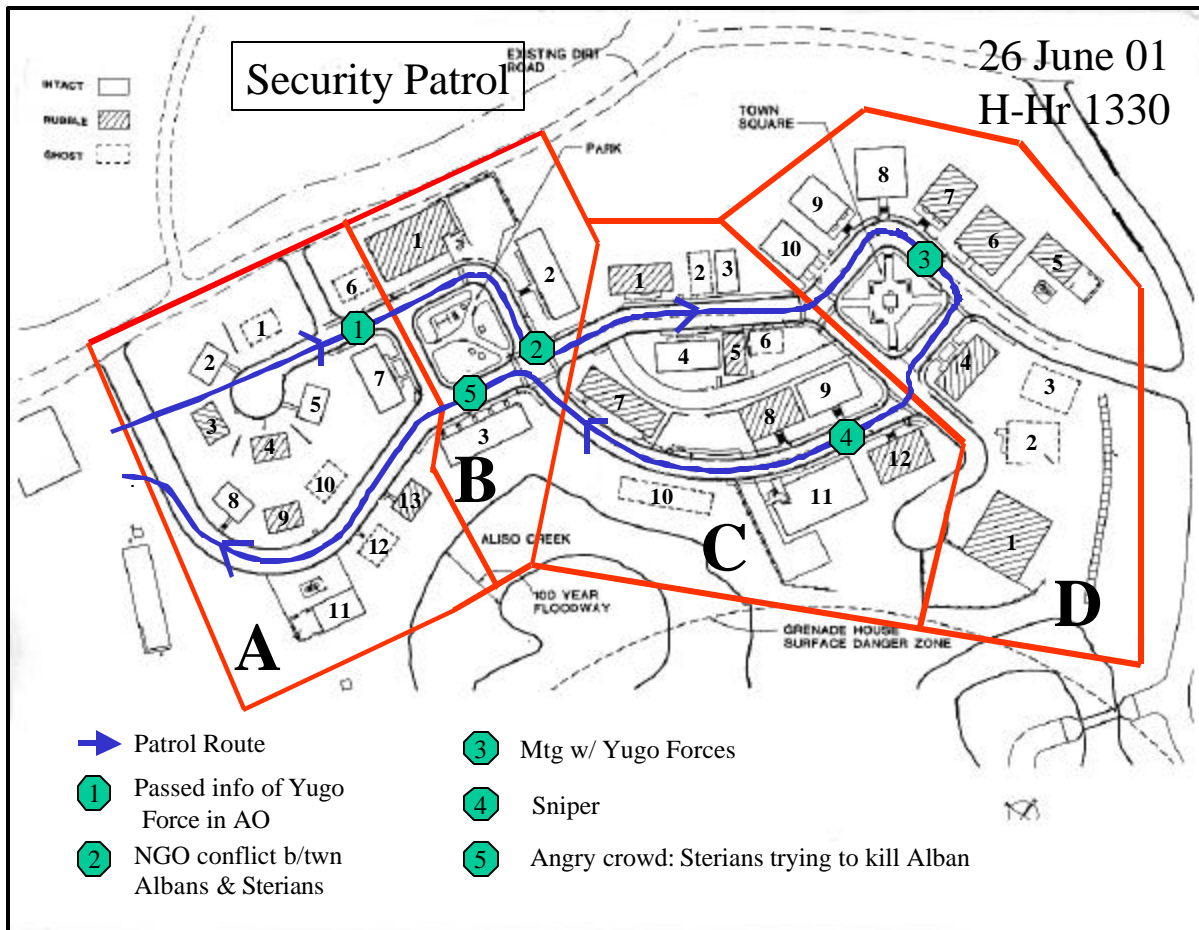 Security Patrol
26 June 01
H-Hr 1330
EXISTING DIRT
ROAD
INTACT
RUBBLE
GHOST
TOWN
SQUARE
PARK
8
9
7
10
6
5
1
2
6
1
2
3
3
1
2
1
7
4
5
6
4
3
2
5
3
4
5
7
8
9
4
2
3
12
8
10
13
9
12
10
11
1
11
A
B
C
D
ALISO CREEK
100 YEAR
FLOODWAY
GRENADE HOUSE
SURFACE DANGER ZONE
Patrol Route
1
Passed info of Yugo
Force in AO
2
NGO conflict b/twn
Albans & Sterians
3
Mtg w/ Yugo Forces
4
Sniper
5
Angry crowd: Sterians trying to kill Alban